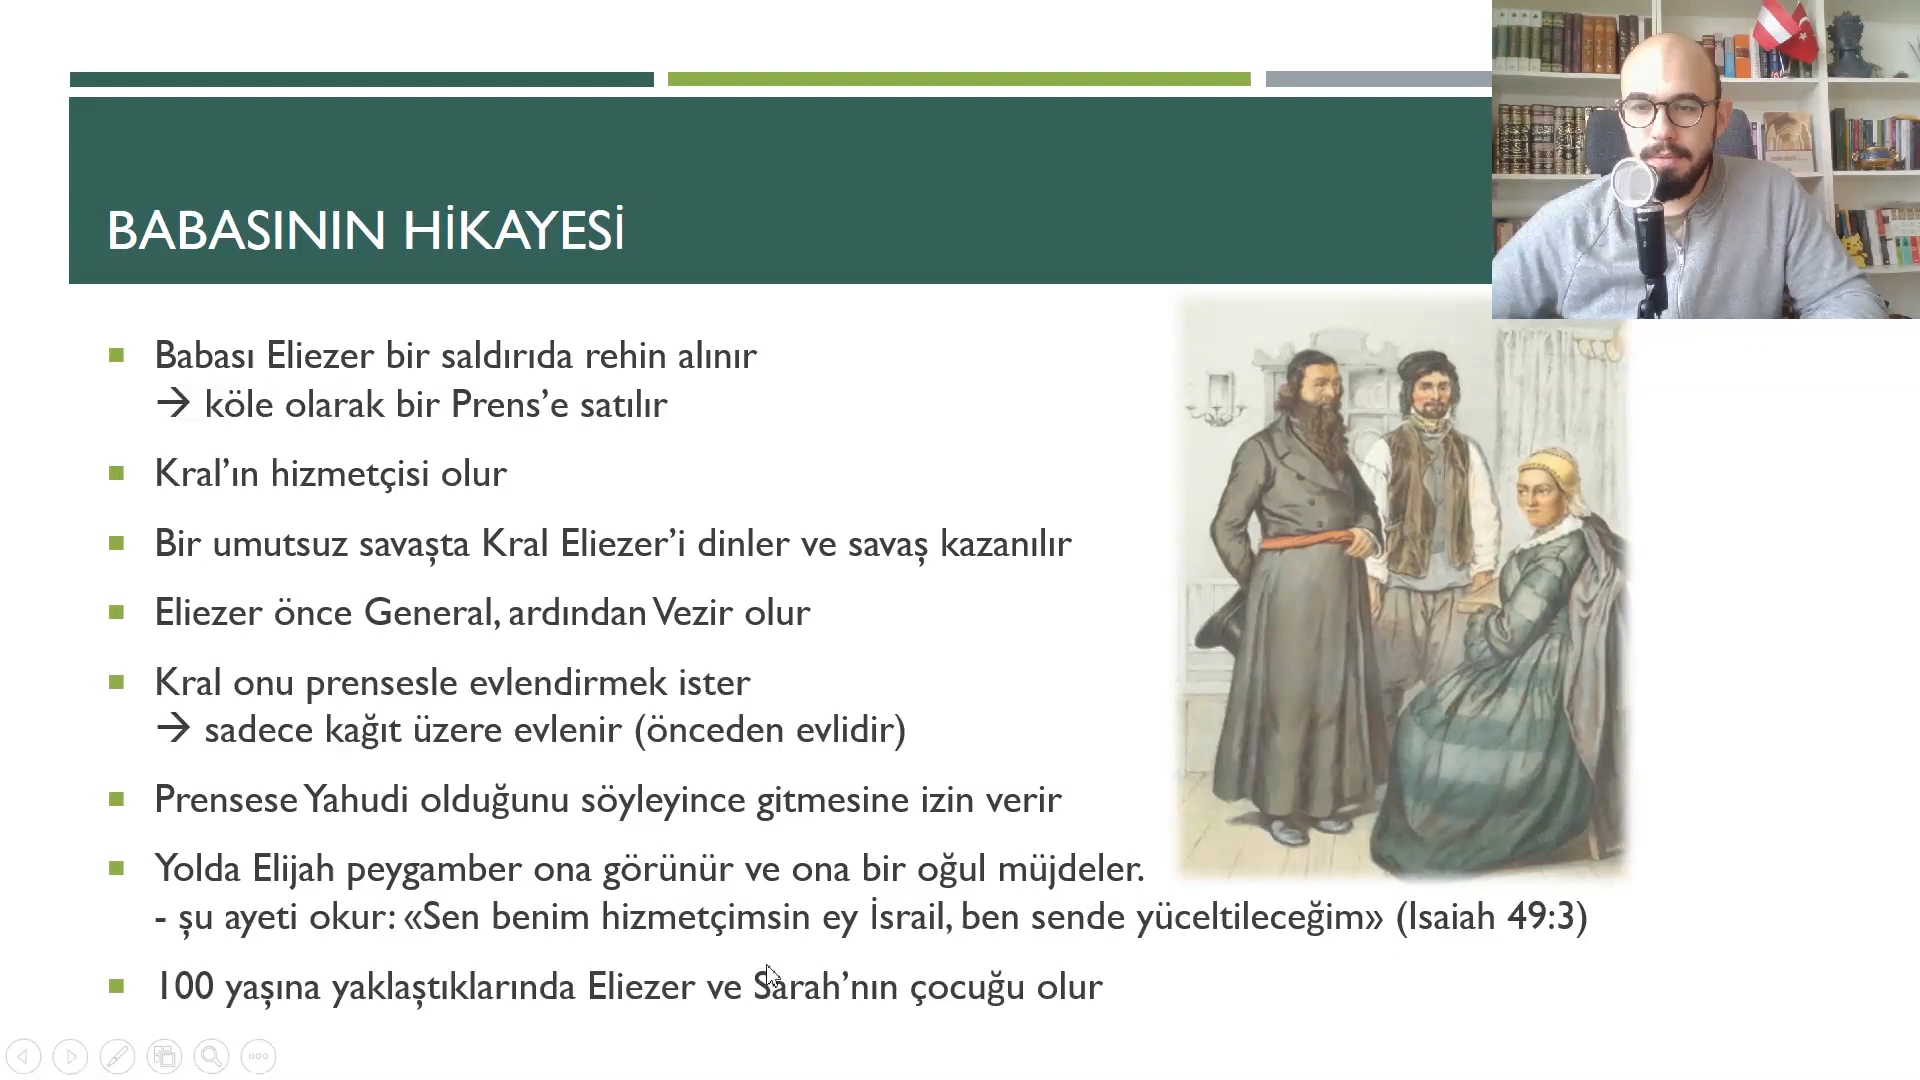 BABASININ HİKAYESİ
Babası Eliezer bir saldırıda rehin alınır
→ köle olarak bir Prens’e satılır
Kral’ın hizmetçisi olur
Bir umutsuz savaşta Kral Eliezer’i dinler ve savaş kazanılır
Eliezer önce General, ardından Vezir olur
Kral onu prensesle evlendirmek ister
→ sadece kağıt üzere evlenir (önceden evlidir)
Prensese Yahudi olduğunu söyleyince gitmesine izin verir
Yolda Elijah peygamber ona görünür ve ona bir oğul müjdeler.
- şu ayeti okur: «Sen benim hizmetçimsin ey İsrail, ben sende yüceltileceğim» (Isaiah 49:3)
100 yaşına yaklaştıklarında Eliezer ve Sarah’nın çocuğu olur